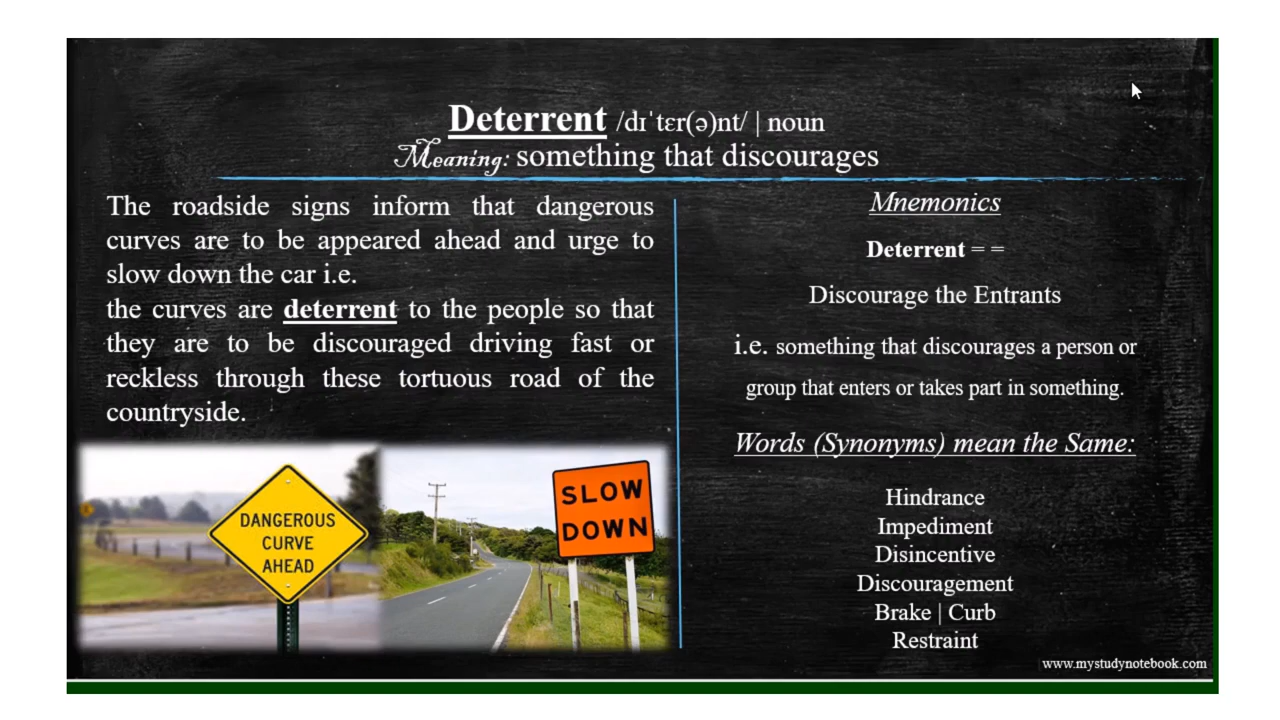 Deterrent /dɪˈtɛr(ə)nt/ | noun
Meaning: something that discourages
The roadside signs inform that dangerous
curves are to be appeared ahead and urge to
slow down the car i.e.
the curves are deterrent to the people so that
they are to be discouraged driving fast or
reckless through these tortuous road of the
countryside.
DANGEROUS
CURVE
AHEAD
SLOW
DOWN
Mnemonics
Deterrent = =
Discourage the Entrants
i.e. something that discourages a person or
group that enters or takes part in something.
Words (Synonyms) mean the Same:
Hindrance
Impediment
Disincentive
Discouragement
Brake | Curb
Restraint
www.mystudynotebook.com